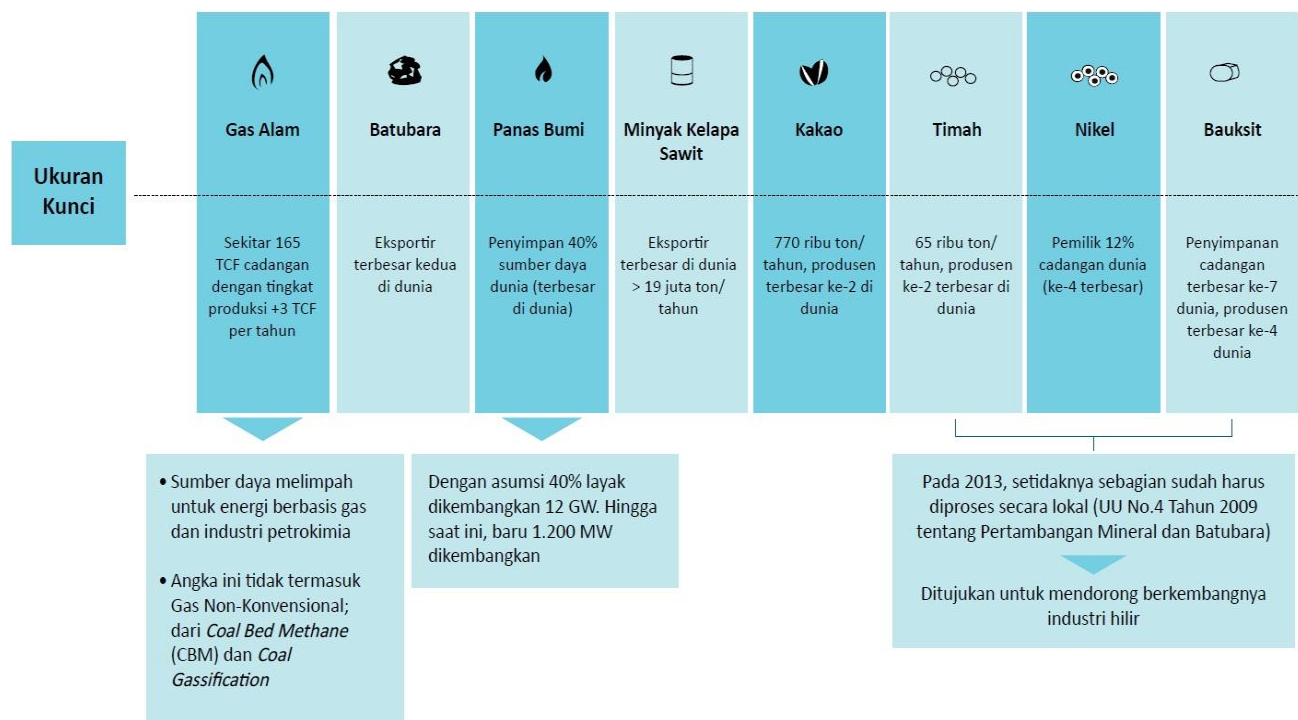 Gas Alam
Batubara
Panas Bumi
Minyak Kelapa
Sawit
Kakao
Timah
Nikel
Bauksit
Ukuran
Kunci
Sekitar 165
TCF cadangan
dengan tingkat
produksi +3 TCF
per tahun
Eksportir
terbesar kedua
di dunia
Penyimpan 40%
sumber daya
dunia (terbesar
di dunia)
Eksportir
terbesar di dunia
> 19 juta ton/
tahun
770 ribu ton/
tahun, produsen
terbesar ke-2 di
dunia
65 ribu ton/
tahun, produsen
ke-2 terbesar di
dunia
Pemilik 12%
cadangan dunia
(ke-4 terbesar)
Penyimpanan
cadangan
terbesar ke-7
dunia, produsen
terbesar ke-4
dunia
• Sumber daya melimpah
untuk energi berbasis gas
dan industri petrokimia
• Angka ini tidak termasuk
Gas Non-Konvensional;
dari Coal Bed Methane
(CBM) dan Coal
Gassification
Dengan asumsi 40% layak
dikembangkan 12 GW. Hingga
saat ini, baru 1.200 MW
dikembangkan
Pada 2013, setidaknya sebagian sudah harus
diproses secara lokal (UU No.4 Tahun 2009
tentang Pertambangan Mineral dan Batubara)
Ditujukan untuk mendorong berkembangnya
industri hilir